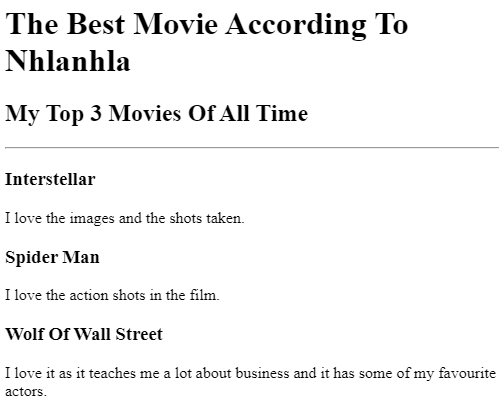 The Best Movie According To
Nhlanhla
My Top 3 Movies Of All Time
Interstellar
I love the images and the shots taken.
Spider Man
I love the action shots in the film.
Wolf Of Wall Street
I love it as it teaches me a lot about business and it has some of my favourite
actors.